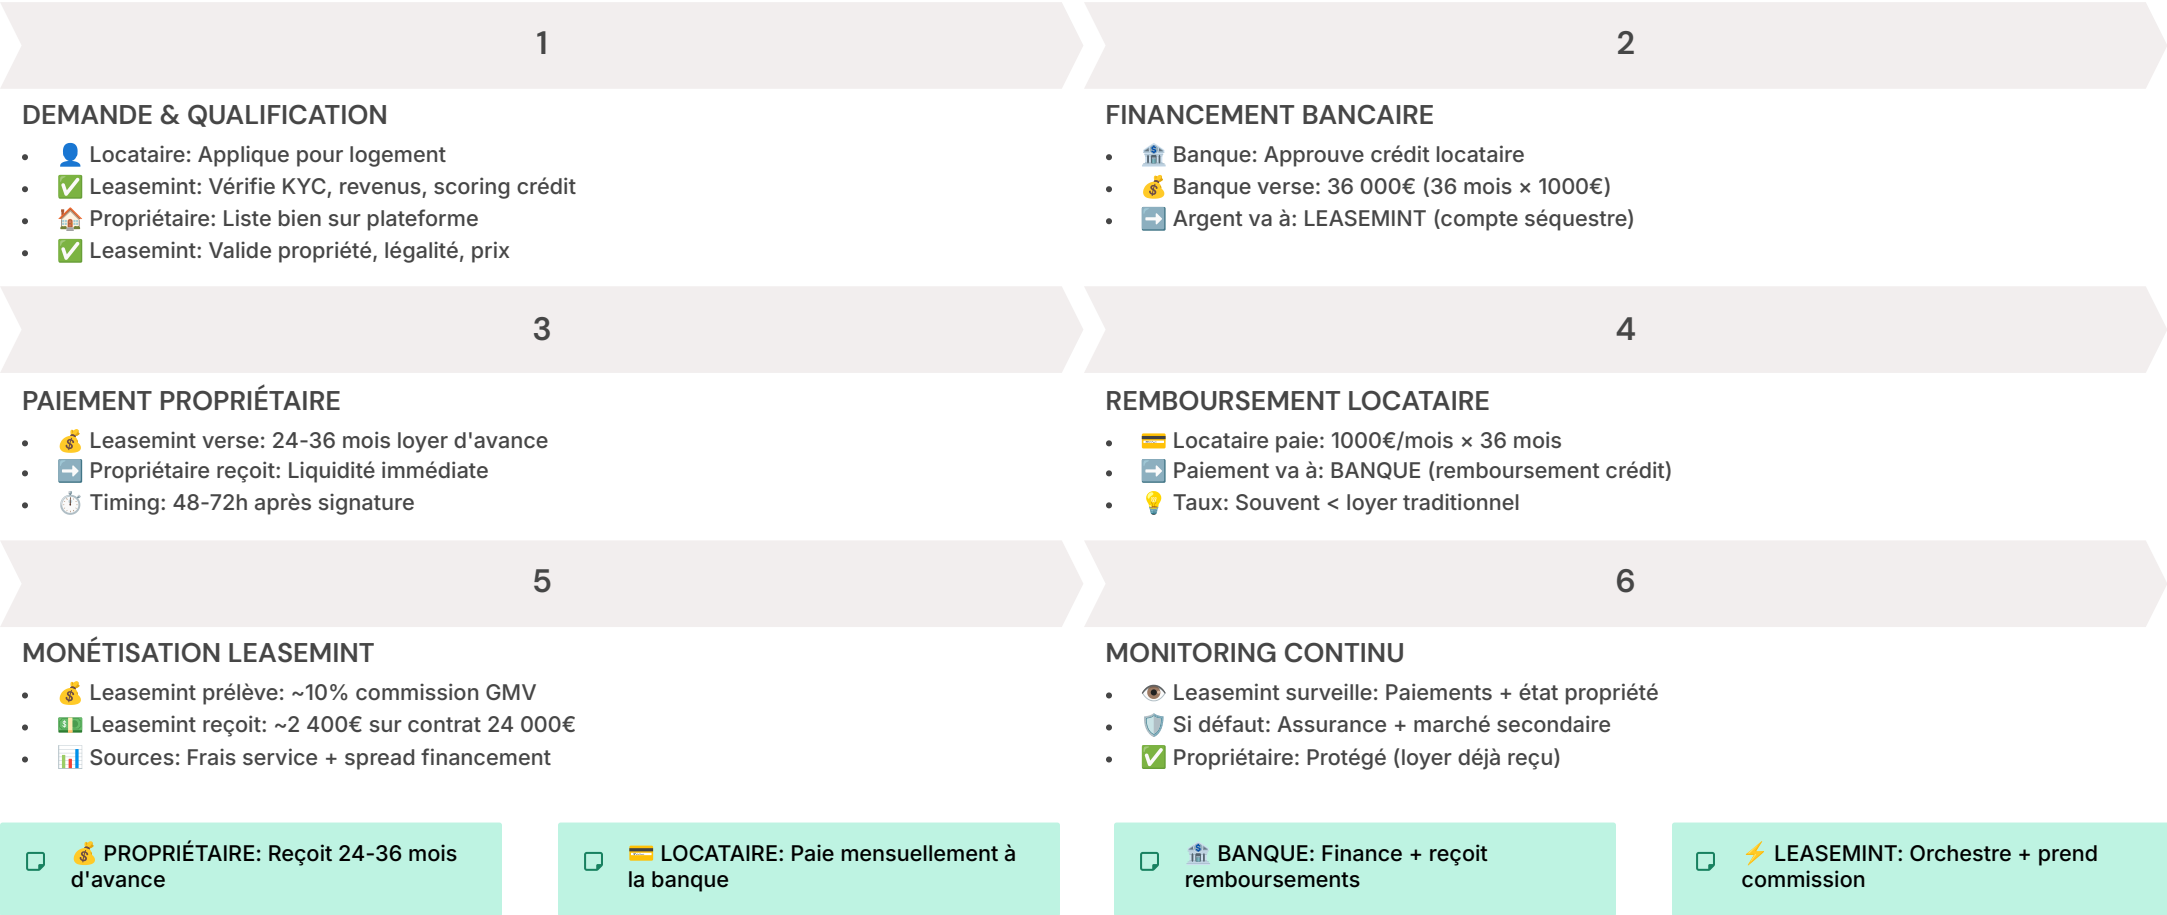 1
2
DEMANDE & QUALIFICATION
• 👤 Locataire: Applique pour logement
• ✅ Leasemint: Vérifie KYC, revenus, scoring crédit
• 🏠 Propriétaire: Liste bien sur plateforme
• ✅ Leasemint: Valide propriété, légalité, prix
FINANCEMENT BANCAIRE
• 🏦 Banque: Approuve crédit locataire
• 💰 Banque verse: 36 000€ (36 mois × 1000€)
• ➡️ Argent va à: LEASEMINT (compte séquestre)
3
4
PAIEMENT PROPRIÉTAIRE
• 💰 Leasemint verse: 24-36 mois loyer d'avance
• ➡️ Propriétaire reçoit: Liquidité immédiate
• ⏱️ Timing: 48-72h après signature
REMBOURSEMENT LOCATAIRE
• 💳 Locataire paie: 1000€/mois × 36 mois
• ➡️ Paiement va à: BANQUE (remboursement crédit)
• 💡 Taux: Souvent < loyer traditionnel
5
6
MONÉTISATION LEASEMINT
• 💰 Leasemint prélève: ~10% commission GMV
• 💵 Leasemint reçoit: ~2 400€ sur contrat 24 000€
• 📊 Sources: Frais service + spread financement
MONITORING CONTINU
• 👁️ Leasemint surveille: Paiements + état propriété
• 🛡️ Si défaut: Assurance + marché secondaire
• ✅ Propriétaire: Protégé (loyer déjà reçu)
💰 PROPRIÉTAIRE: Reçoit 24-36 mois
d'avance
💳 LOCATAIRE: Paie mensuellement à
la banque
🏦 BANQUE: Finance + reçoit
remboursements
⚡ LEASEMINT: Orchestre + prend
commission